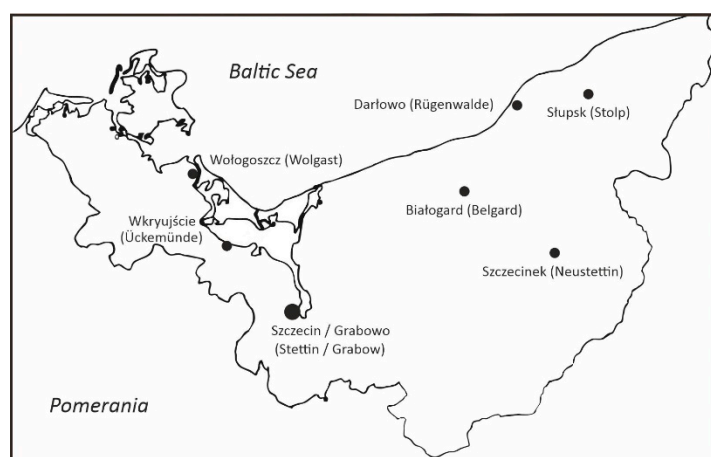 Baltic Sea
Darłowo (Rügenwalde)
Słupsk (Stolp)
Wołogoszcz (Wolgast)
Białogard (Belgard)
Wkryujście
(Ückemünde)
Szczecinek (Neustettin)
Szczecin / Grabowo
(Stettin / Grabow)
Pomerania